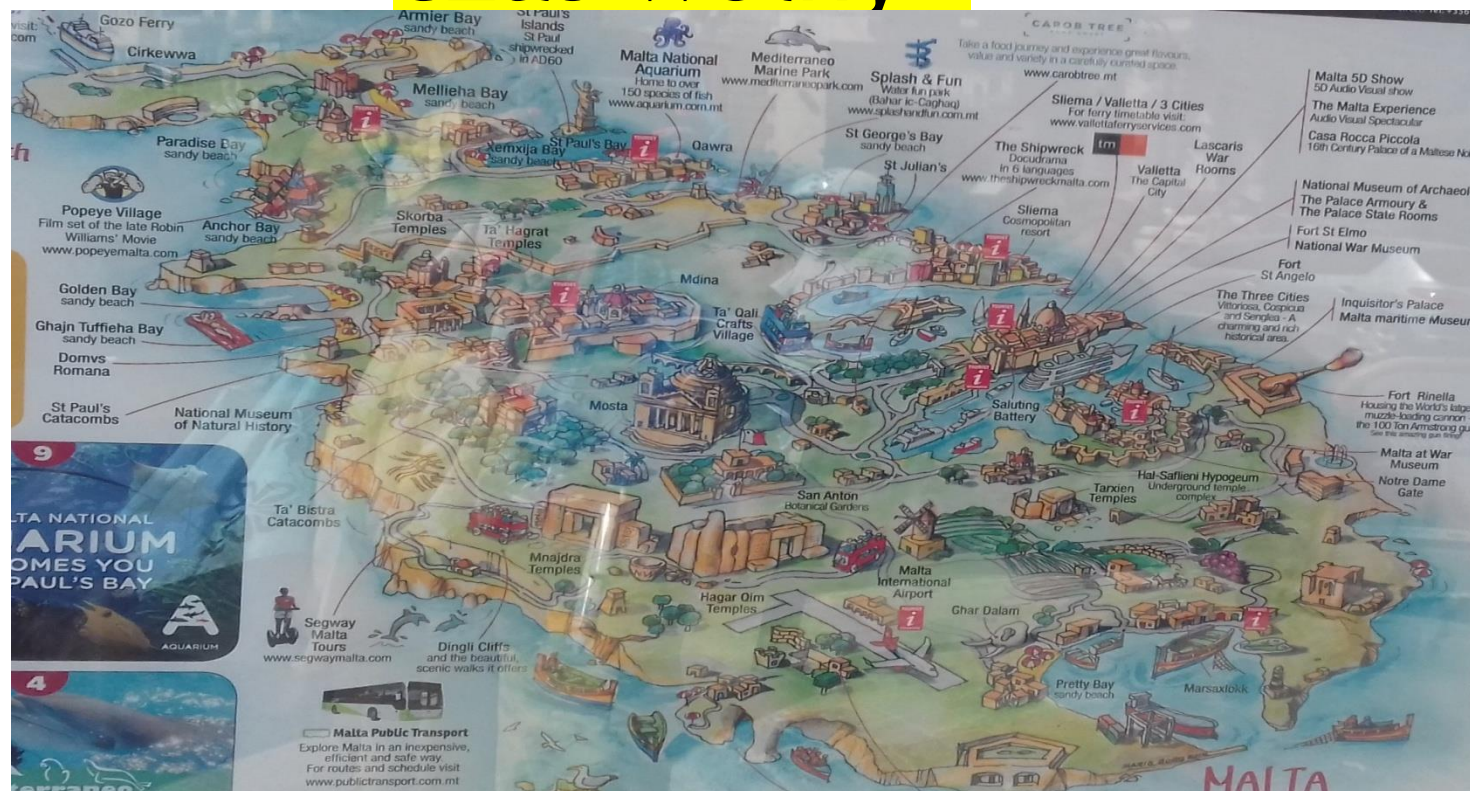 Gozo Ferry
Cirkewwa
Armier Bay
sandy beach
St Paul's
Islands
St Paul
shipwrecked
in AD60
Malta National
Aquarium
Home to over
150 species of fish
www.aquarium.com.mt
Mediterraneo
Marine Park
www.mediterraneopark.com
Splash & Fun
Water fun park
(Bahar ic-Caghaq)
www.splashandfun.com.mt
CAROB TREE
Take a food journey and experience great flavours,
value and variety in a carefully curated space.
www.carobtree.mt
Sliema / Valletta / 3 Cities
For ferry timetable visit:
www.vallettaferryservices.com
Malta 5D Show
5D Audio Visual show
The Malta Experience
Audio Visual Spectacular
Casa Rocca Piccola
16th Century Palace of a Maltese
Mellieha Bay
sandy beach
Paradise Bay
sandy beach
Xemxija Bay
sandy beach
St Paul's Bay
Qawra
St George's Bay
sandy beach
St Julian's
The Shipwreck
Docudrama
In 6 languages
www.theshipwreckmalta.com
tm
Valletta
The Capital
City
Lascaris
War
Rooms
National Museum of
The Palace Armoury &
The Palace State Rooms
Fort St Elmo
National War Museum
Popeye Village
Film set of the late Robin
Williams' Movie
www.popeyemalta.com
Anchor Bay
sandy beach
Skorba
Temples
Ta' Hagrat
Temples
Sliema
Cosmopolitan
resort
Fort
St Angelo
The Three Cities
Vittoriosa, Cospicua
and Senglea - A
charming and rich
historical area.
Inquisitor's Palace
Malta maritime
Golden Bay
sandy beach
Ghajn Tuffieha Bay
sandy beach
Domvs
Romana
St Paul's
Catacombs
National Museum
of Natural History
Mdina
Ta' Qali
Crafts
Village
Mosta
Saluting
Battery
Fort Rinella
Housing the World's
muzzle-loading cannon
the 100 Ton Armstrong
Malta at War
Museum
Notre Dame
Gate
Hal-Saflieni Hypogeum
Underground temple
complex
Tarxien
Temples
San Anton
Botanical Gardens
Ta' Bistra
Catacombs
Mnajdra
Temples
Hagar Qim
Temples
Malta
International
Airport
Ghar Dalam
Pretty Bay
sandy beach
Marsaxlokk
Segway
Malta
Tours
www.segwaymalta.com
Dingli Cliffs
and the beautiful,
scenic walks it offers
Malta Public Transport
Explore Malta in an inexpensive,
efficient and safe way.
For routes and schedule visit
www.publictransport.com.mt
9
NATIONAL
PAUL'S BAY
AQUARIUM
4
MALTA